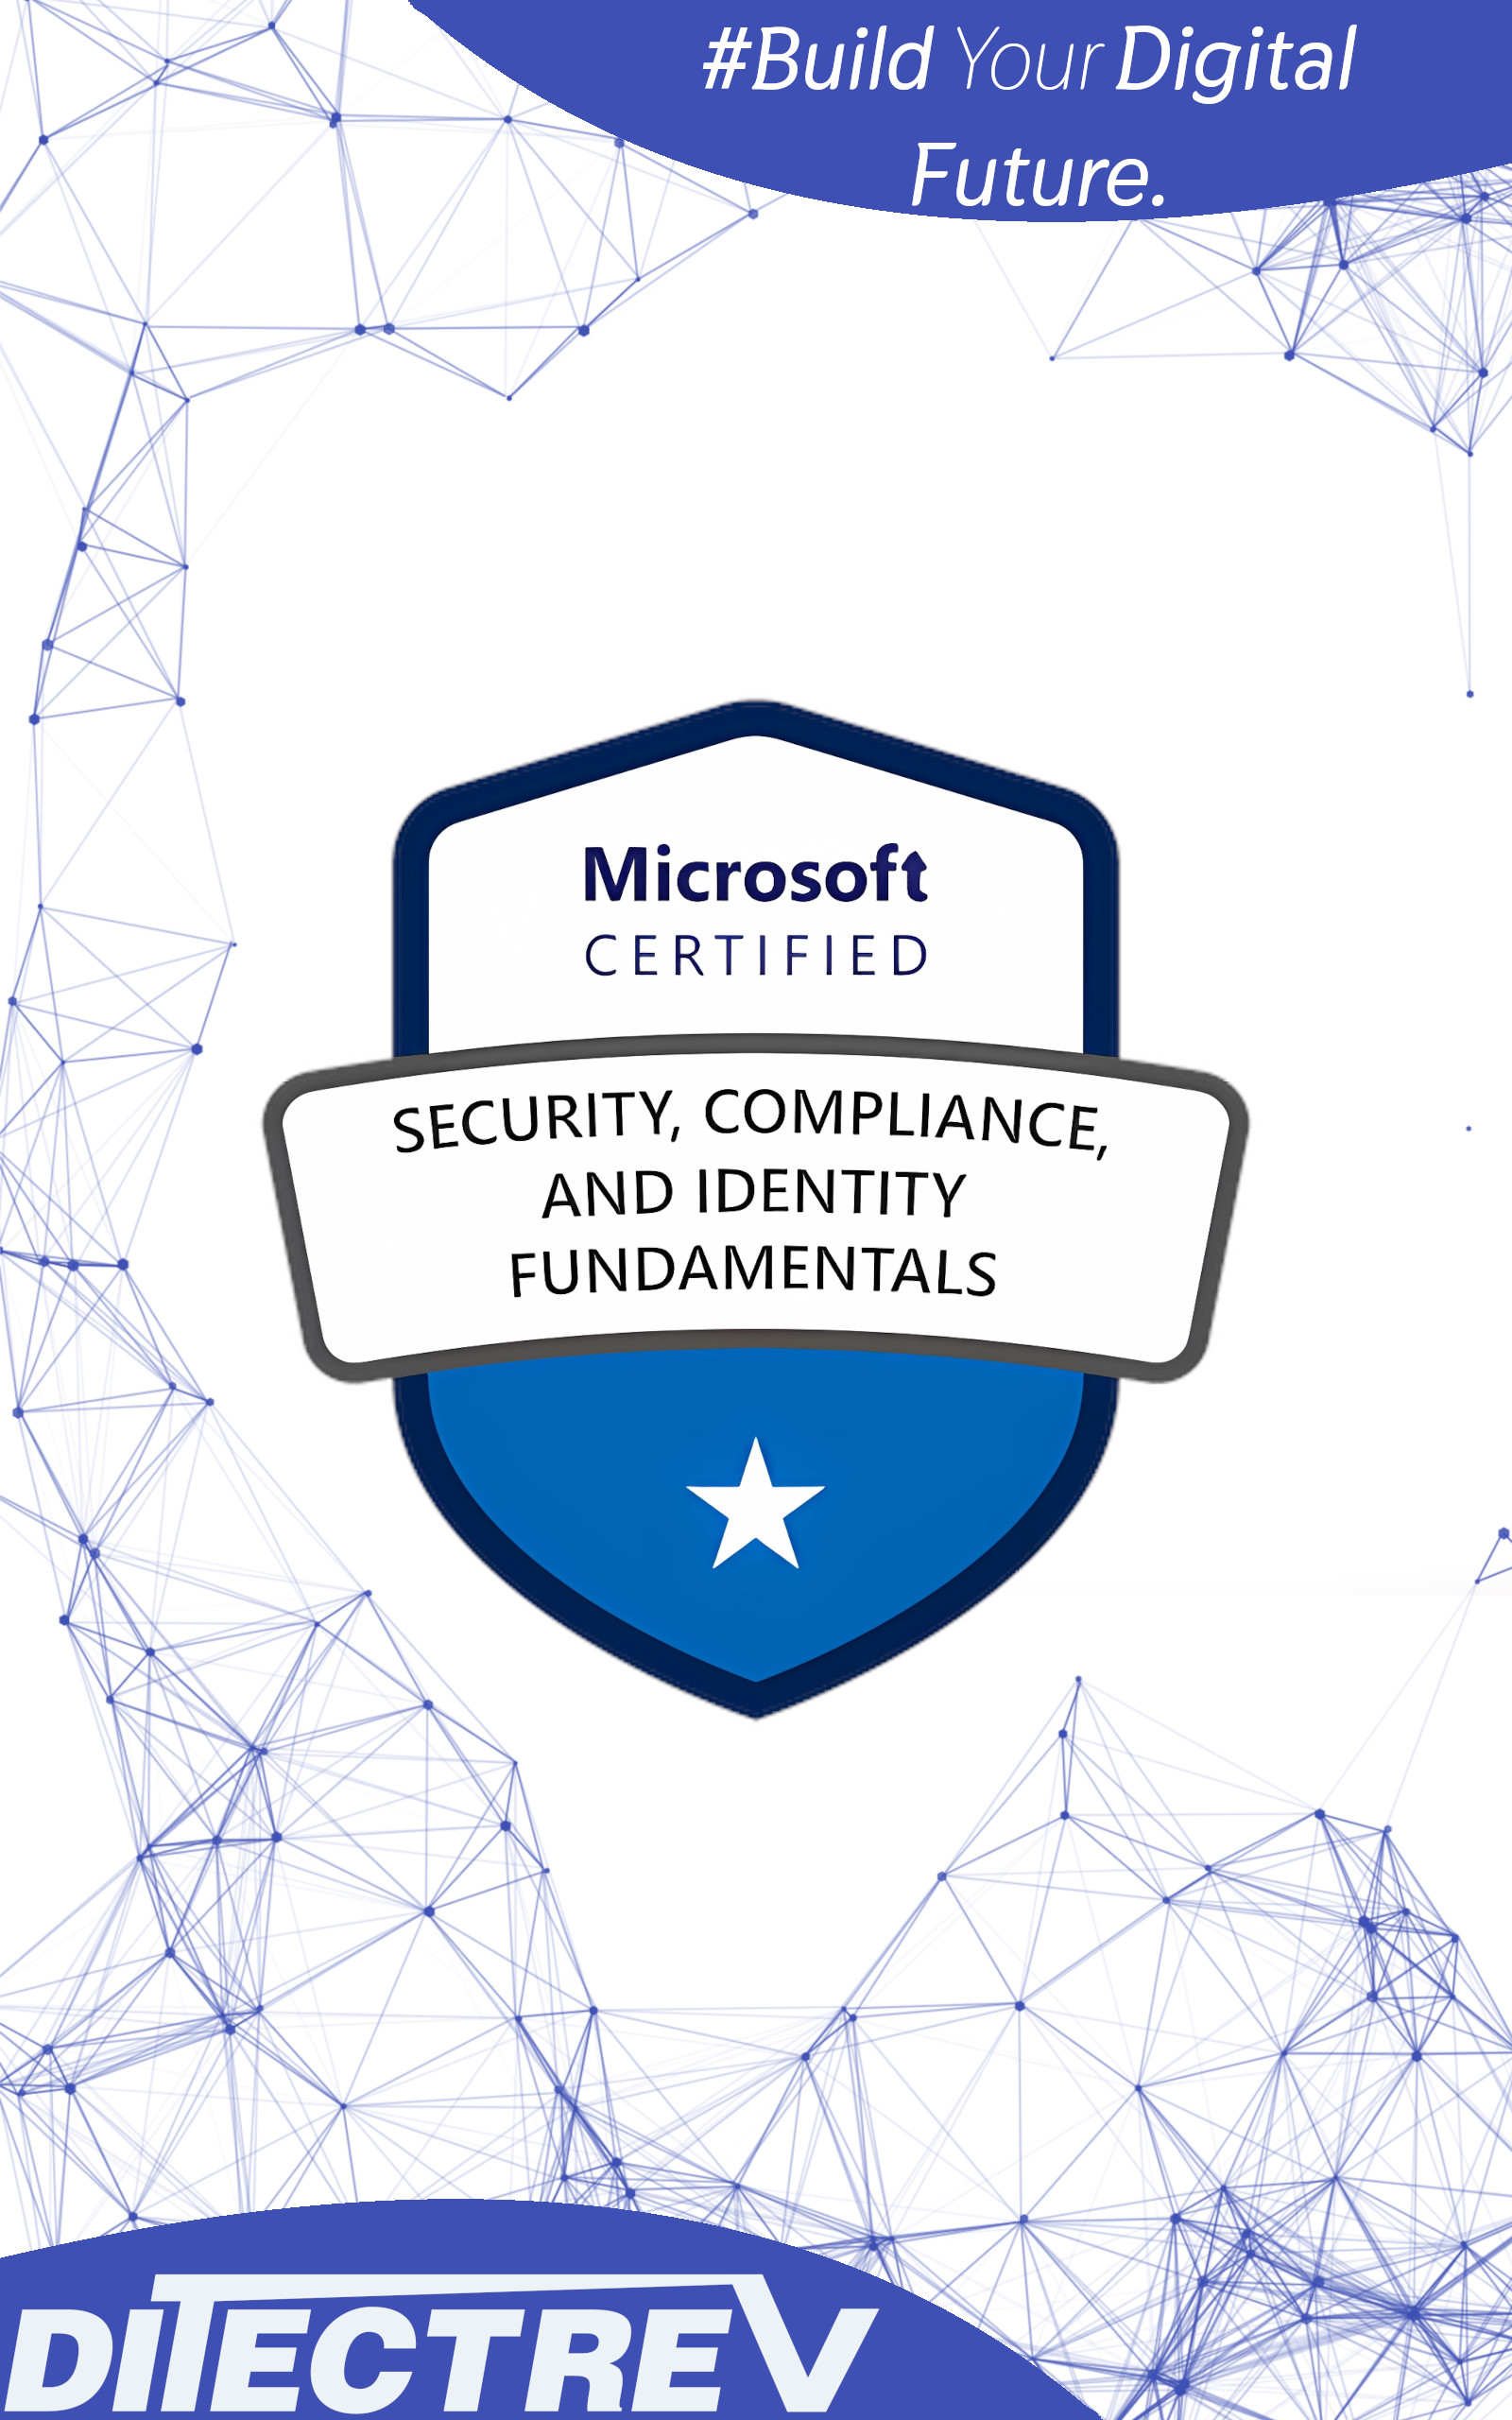 #Build Your Digital
Future.
Microsoft
CERTIFIED
SECURITY, COMPLIANCE,
AND IDENTITY
FUNDAMENTALS
DITECTREV